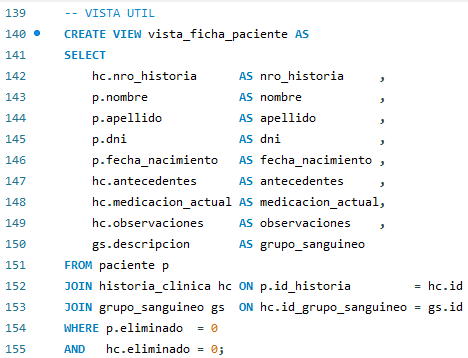 139 -- VISTA UTIL
140 CREATE VIEW vista_ficha_paciente AS
141 SELECT
142 hc.nro_historia AS nro_historia ,
143 p.nombre AS nombre ,
144 p.apellido AS apellido ,
145 p.dni AS dni ,
146 p.fecha_nacimiento AS fecha_nacimiento ,
147 hc.antecedentes AS antecedentes ,
148 hc.medicacion_actual AS medicacion_actual,
149 hc.observaciones AS observaciones ,
150 gs.descripcion AS grupo_sanguineo
151 FROM paciente p
152 JOIN historia_clinica hc ON p.id_historia = hc.id
153 JOIN grupo_sanguineo gs ON hc.id_grupo_sanguineo = gs.id
154 WHERE p.eliminado = 0
155 AND hc.eliminado = 0;